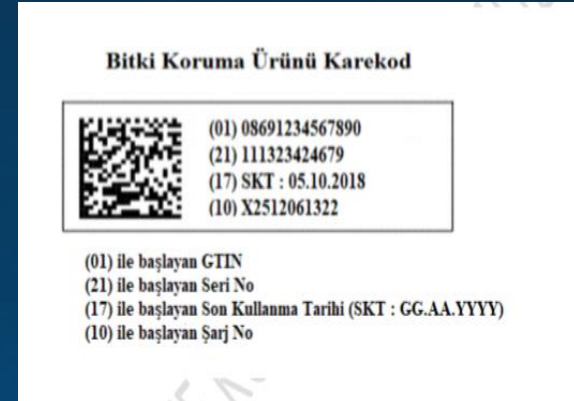 Bitki Koruma Ürünü Karekod
(01) 08691234567890
(21) 111323424679
(17) SKT : 05.10.2018
(10) X2512061322
(01) ile başlayan GTIN
(21) ile başlayan Seri No
(17) ile başlayan Son Kullanma Tarihi (SKT : GG.AA.YYYY)
(10) ile başlayan Şarj No